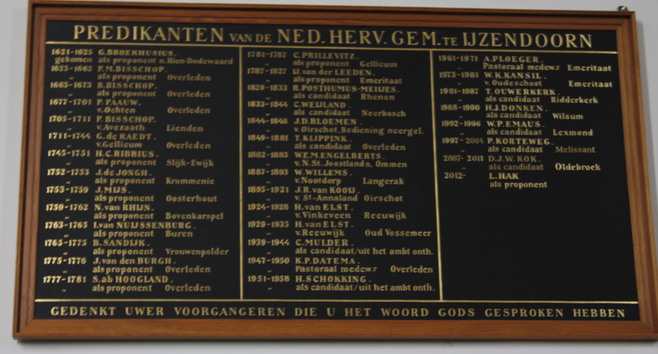 PREDIKANTEN VAN DE NED. HERV. GEM. TE IJZENDOORN
1621-1625 G. BROEKHUSIUS.
gekomen als proponent n. Rien-Dodewaard
1625-1662 P.M. BISSCHOP.
„ als proponent Overleden
1663-1673 B. BISSCHOP.
„ als proponent Overleden
1677-1701 P. PAAUW.
„ v. Ochten Overleden
1705-1711 P. BISSCHOP.
„ v. Avezaath Lienden
1711-1744 G. de RAEDT.
„ v. Gellicum Overleden
1745-1751 H.C. RIBBIUS.
„ als proponent Slijk-Ewijk
1752-1753 J. de JONGH.
„ als proponent Krommenie
1753-1759 J. MIJS.
„ als proponent Oosterhout
1759-1762 N. van RHIJN.
„ als proponent Bovenkarspel
1763-1765 I. van NUIJSSENBURG.
„ als proponent Buren
1765-1775 B. SANDIJK.
„ als proponent Vrouwenpolder
1775-1776 J. van den BURGH.
„ als proponent Overleden
1777-1781 S. ab HOOGLAND.
„ als proponent Overleden
1781-1787 C. PRILLEVITZ.
„ als proponent Gellicum
1787-1827 IJ. van der LEEDEN.
„ als proponent Emeritaat
1829-1833 R. POSTHUMUS-MEIJJES.
„ als candidaat Rhenen
1833-1844 C. WEIJLAND.
„ als candidaat Neerbosch
1844-1848 J.D. BLOEMEN.
„ v. Oirschot. Bediening neergel.
1849-1881 T. KLIPPINK.
„ als candidaat Overleden
1882-1885 W.E. MENGELBERTS.
„ v. N. St. Joostland n. Ommen
1887-1893 W. WILLEMS.
„ v. Nootdorp Langerak
1895-1921 J.R. van KOOIJ.
„ v. St-Annaland Oirschot
1924-1928 H. van ELST.
„ v. Vinkeveen Reeuwijk
1929-1935 H. van ELST.
„ v. Reeuwijk Oud Vossemeer
1939-1944 C. MULDER.
„ als candidaat/uit het ambt onth.
1947-1950 K.P. DATEMA.
„ Pastoraal medew.r Overleden
1951-1958 H. SCHOKKING.
„ als candidaat/uit het ambt onth.
1961-1971 A. PLOEGER.
„ Pastoraal medew.r Emeritaat
1973-1981 W.K. KANSIL.
„ v. Oudeschoot Emeritaat
1981-1987 T. OUWERKERK.
„ als candidaat Ridderkerk
1988-1990 H.J. DONKEN.
„ als candidaat Wilsum
1992-1996 W.P. EMAUS.
„ als candidaat Lexmond
1997-2006 P. KORTEWEG.
„ als candidaat Melissant
2007-2011 D.J.W. KOK.
„ als candidaat Oldebroek
2012- L. HAK
als proponent
GEDENKT UWER VOORGANGEREN DIE U HET WOORD GODS GESPROKEN HEBBEN